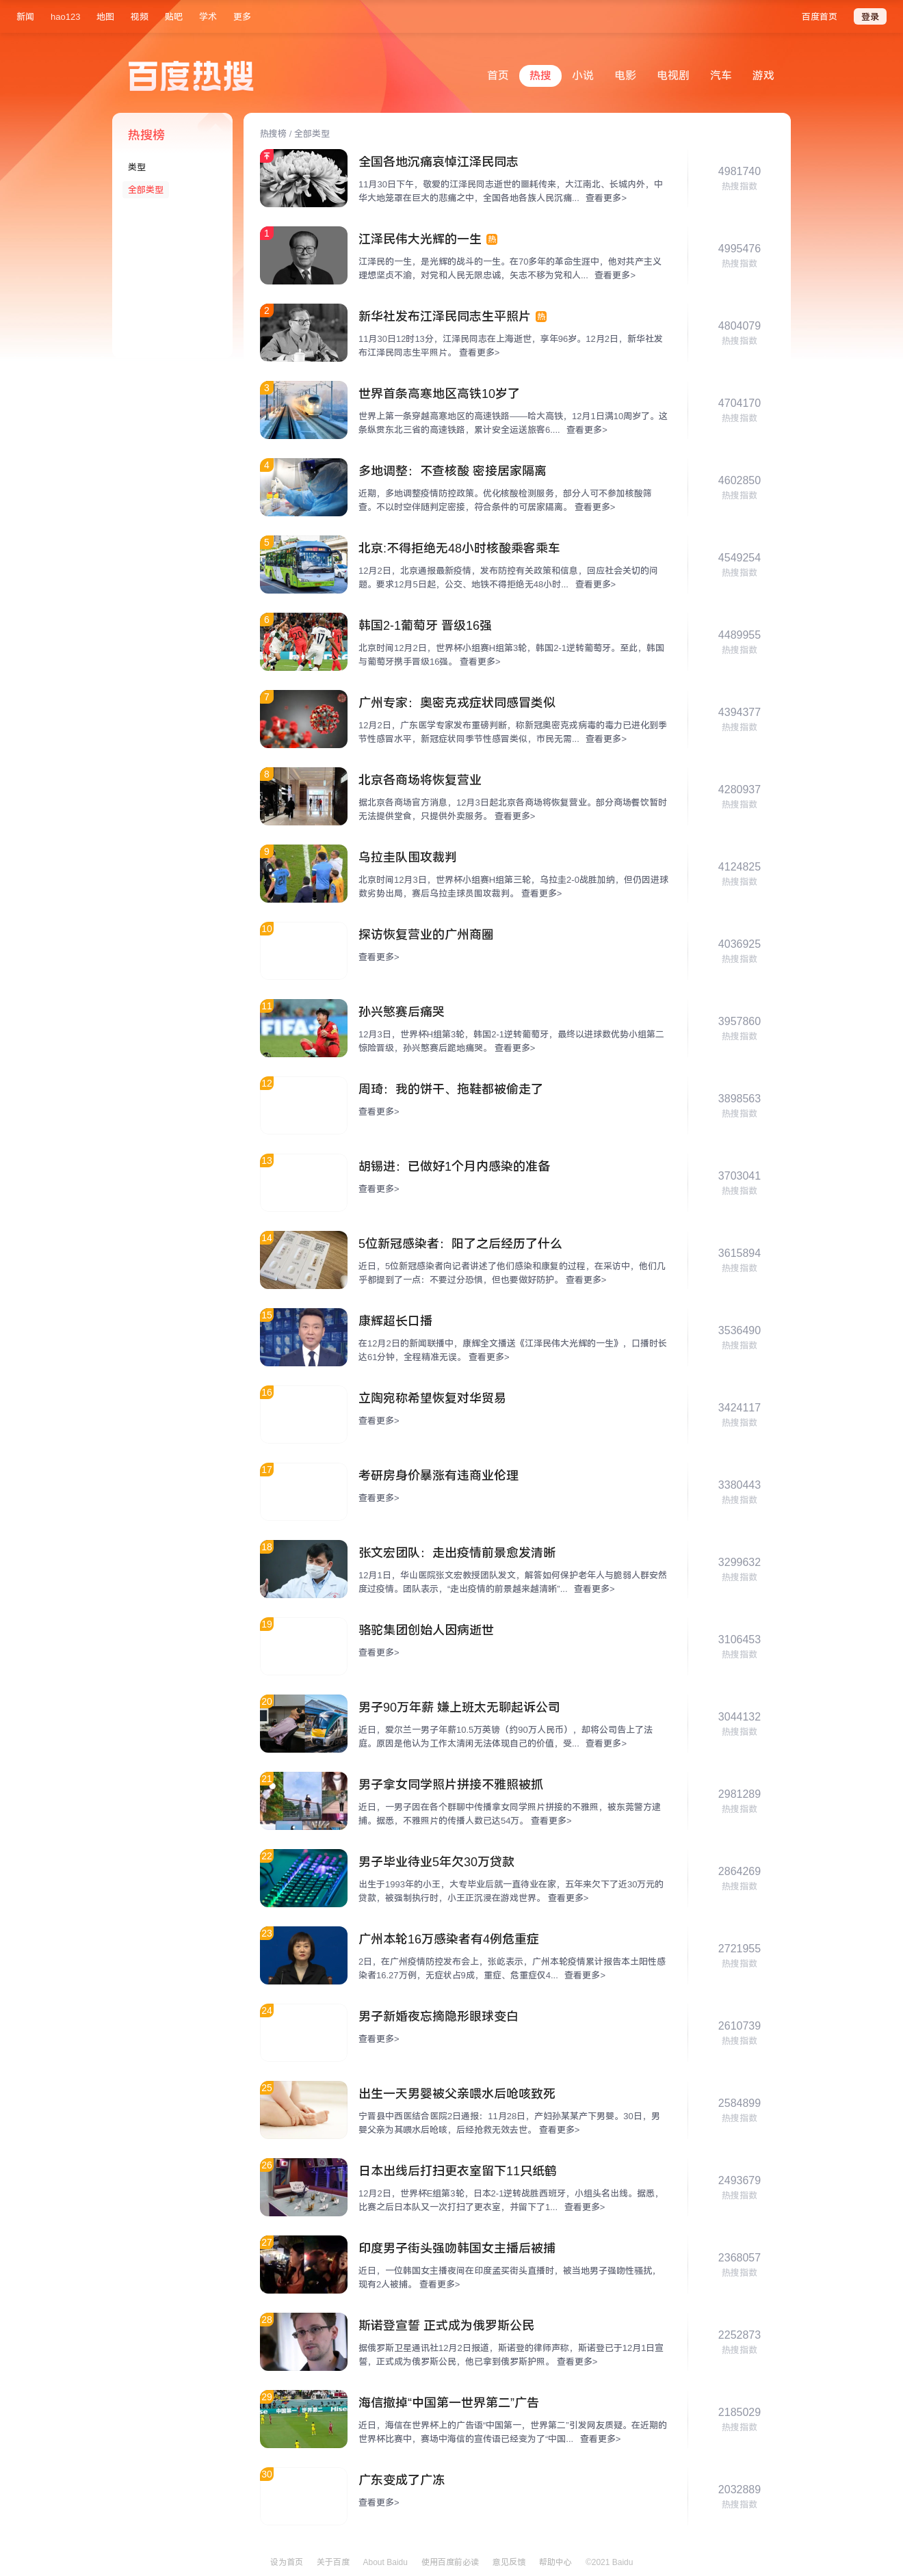 新闻 hao123 地图 视频 贴吧 学术 更多 百度首页 登录
百度热搜
首页 热搜 小说 电影 电视剧 汽车 游戏
热搜榜
类型
全部类型
热搜榜 / 全部类型
全国各地沉痛哀悼江泽民同志
11月30日下午，敬爱的江泽民同志逝世的噩耗传来，大江南北、长城内外，中
华大地笼罩在巨大的悲痛之中，全国各地各族人民沉痛... 查看更多>
4981740
热搜指数
1
江泽民伟大光辉的一生 热
江泽民的一生，是光辉的战斗的一生。在70多年的革命生涯中，他对共产主义
理想坚贞不渝，对党和人民无限忠诚，矢志不移为党和人... 查看更多>
4995476
热搜指数
2
新华社发布江泽民同志生平照片 热
11月30日12时13分，江泽民同志在上海逝世，享年96岁。12月2日，新华社发
布江泽民同志生平照片。 查看更多>
4804079
热搜指数
3
世界首条高寒地区高铁10岁了
世界上第一条穿越高寒地区的高速铁路——哈大高铁，12月1日满10周岁了。这
条纵贯东北三省的高速铁路，累计安全运送旅客6.... 查看更多>
4704170
热搜指数
4
多地调整：不查核酸 密接居家隔离
近期，多地调整疫情防控政策。优化核酸检测服务，部分人可不参加核酸筛
查。不以时空伴随判定密接，符合条件的可居家隔离。 查看更多>
4602850
热搜指数
5
北京:不得拒绝无48小时核酸乘客乘车
12月2日，北京通报最新疫情，发布防控有关政策和信息，回应社会关切的问
题。要求12月5日起，公交、地铁不得拒绝无48小时... 查看更多>
4549254
热搜指数
6
韩国2-1葡萄牙 晋级16强
北京时间12月2日，世界杯小组赛H组第3轮，韩国2-1逆转葡萄牙。至此，韩国
与葡萄牙携手晋级16强。 查看更多>
4489955
热搜指数
7
广州专家：奥密克戎症状同感冒类似
12月2日，广东医学专家发布重磅判断，称新冠奥密克戎病毒的毒力已进化到季
节性感冒水平，新冠症状同季节性感冒类似，市民无需... 查看更多>
4394377
热搜指数
8
北京各商场将恢复营业
据北京各商场官方消息，12月3日起北京各商场将恢复营业。部分商场餐饮暂时
无法提供堂食，只提供外卖服务。 查看更多>
4280937
热搜指数
9
乌拉圭队围攻裁判
北京时间12月3日，世界杯小组赛H组第三轮，乌拉圭2-0战胜加纳，但仍因进球
数劣势出局，赛后乌拉圭球员围攻裁判。 查看更多>
4124825
热搜指数
10
探访恢复营业的广州商圈
查看更多>
4036925
热搜指数
11
孙兴慜赛后痛哭
12月3日，世界杯H组第3轮，韩国2-1逆转葡萄牙，最终以进球数优势小组第二
惊险晋级，孙兴慜赛后跪地痛哭。 查看更多>
3957860
热搜指数
12
周琦：我的饼干、拖鞋都被偷走了
查看更多>
3898563
热搜指数
13
胡锡进：已做好1个月内感染的准备
查看更多>
3703041
热搜指数
14
5位新冠感染者：阳了之后经历了什么
近日，5位新冠感染者向记者讲述了他们感染和康复的过程，在采访中，他们几
乎都提到了一点：不要过分恐惧，但也要做好防护。 查看更多>
3615894
热搜指数
15
康辉超长口播
在12月2日的新闻联播中，康辉全文播送《江泽民伟大光辉的一生》，口播时长
达61分钟，全程精准无误。 查看更多>
3536490
热搜指数
16
立陶宛称希望恢复对华贸易
查看更多>
3424117
热搜指数
17
考研房身价暴涨有违商业伦理
查看更多>
3380443
热搜指数
18
张文宏团队：走出疫情前景愈发清晰
12月1日，华山医院张文宏教授团队发文，解答如何保护老年人与脆弱人群安然
度过疫情。团队表示，“走出疫情的前景越来越清晰”... 查看更多>
3299632
热搜指数
19
骆驼集团创始人因病逝世
查看更多>
3106453
热搜指数
20
男子90万年薪 嫌上班太无聊起诉公司
近日，爱尔兰一男子年薪10.5万英镑（约90万人民币），却将公司告上了法
庭。原因是他认为工作太清闲无法体现自己的价值，受... 查看更多>
3044132
热搜指数
21
男子拿女同学照片拼接不雅照被抓
近日，一男子因在各个群聊中传播拿女同学照片拼接的不雅照，被东莞警方逮
捕。据悉，不雅照片的传播人数已达54万。 查看更多>
2981289
热搜指数
22
男子毕业待业5年欠30万贷款
出生于1993年的小王，大专毕业后就一直待业在家，五年来欠下了近30万元的
贷款，被强制执行时，小王正沉浸在游戏世界。 查看更多>
2864269
热搜指数
23
广州本轮16万感染者有4例危重症
2日，在广州疫情防控发布会上，张屹表示，广州本轮疫情累计报告本土阳性感
染者16.27万例，无症状占9成，重症、危重症仅4... 查看更多>
2721955
热搜指数
24
男子新婚夜忘摘隐形眼球变白
查看更多>
2610739
热搜指数
25
出生一天男婴被父亲喂水后呛咳致死
宁晋县中西医结合医院2日通报：11月28日，产妇孙某某产下男婴。30日，男
婴父亲为其喂水后呛咳，后经抢救无效去世。 查看更多>
2584899
热搜指数
26
日本出线后打扫更衣室留下11只纸鹤
12月2日，世界杯E组第3轮，日本2-1逆转战胜西班牙，小组头名出线。据悉，
比赛之后日本队又一次打扫了更衣室，并留下了1... 查看更多>
2493679
热搜指数
27
印度男子街头强吻韩国女主播后被捕
近日，一位韩国女主播夜间在印度孟买街头直播时，被当地男子强吻性骚扰，
现有2人被捕。 查看更多>
2368057
热搜指数
28
斯诺登宣誓 正式成为俄罗斯公民
据俄罗斯卫星通讯社12月2日报道，斯诺登的律师声称，斯诺登已于12月1日宣
誓，正式成为俄罗斯公民，他已拿到俄罗斯护照。 查看更多>
2252873
热搜指数
29
海信撤掉“中国第一世界第二”广告
近日，海信在世界杯上的广告语“中国第一，世界第二”引发网友质疑。在近期的
世界杯比赛中，赛场中海信的宣传语已经变为了“中国... 查看更多>
2185029
热搜指数
30
广东变成了广冻
查看更多>
2032889
热搜指数
设为首页 关于百度 About Baidu 使用百度前必读 意见反馈 帮助中心 ©2021 Baidu